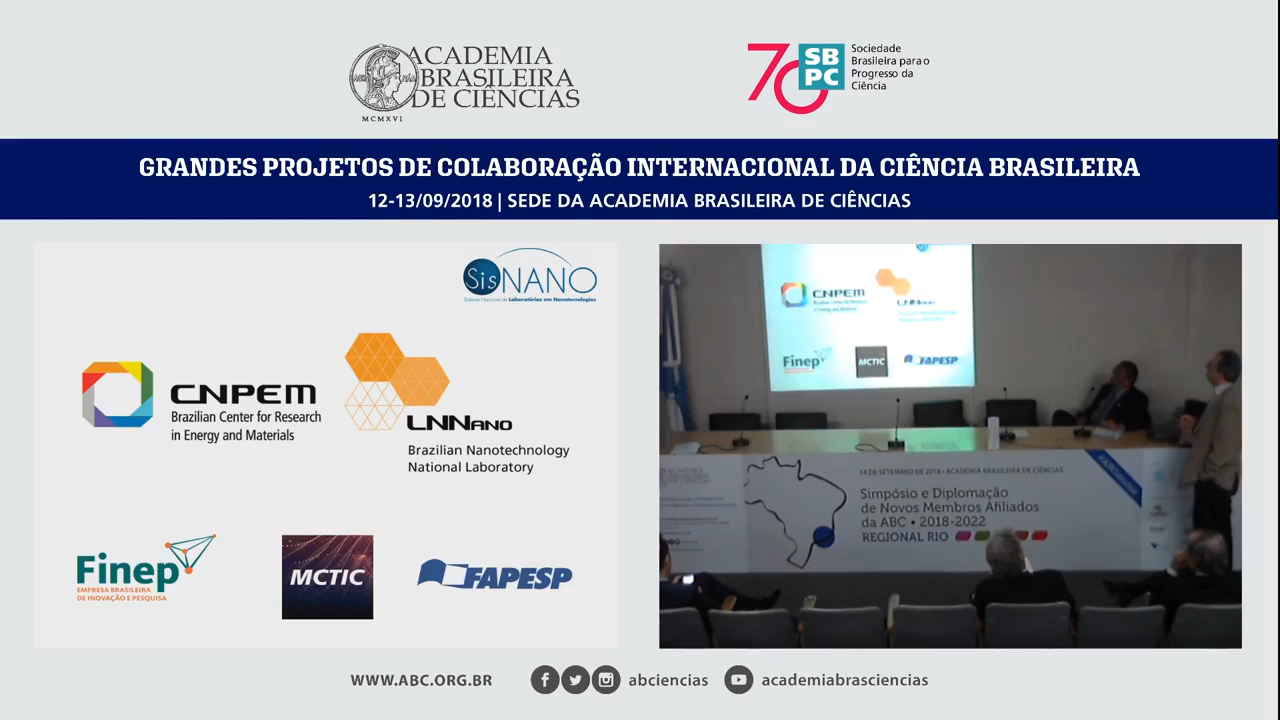 ACADEMIA
BRASILEIRA
DE CIÊNCIAS
MCMXVI
70
SB
PC
Sociedade
Brasileira para o
Progresso da
Ciência
GRANDES PROJETOS DE COLABORAÇÃO INTERNACIONAL DA CIÊNCIA BRASILEIRA
12-13/09/2018 | SEDE DA ACADEMIA BRASILEIRA DE CIÊNCIAS
SisNANO
Sistema Nacional de Laboratórios em Nanotecnologias
CNPEM
Brazilian Center for Research
in Energy and Materials
LNNANO
Brazilian Nanotechnology
National Laboratory
Finep
EMPRESA BRASILEIRA
DE INOVAÇÃO E PESQUISA
MCTIC
FAPESP
CNPEM
LNNano
Finep
MCTIC
FAPESP
14 DE SETEMBRO DE 2018 • ACADEMIA BRASILEIRA DE CIÊNCIAS
Simpósio e Diplomação
de Novos Membros Afiliados
da ABC • 2018-2022
REGIONAL RIO
WWW.ABC.ORG.BR
abciencias
academiabrasciencias